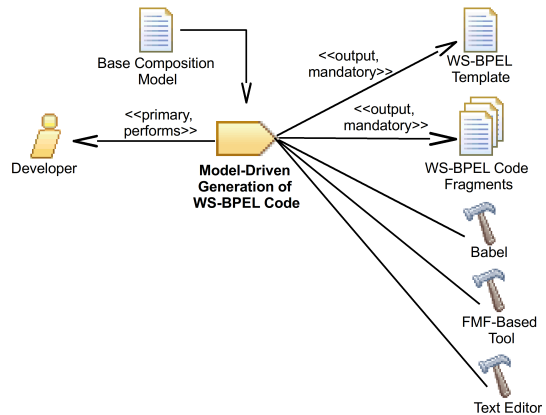 Base Composition
Model
<<output,
mandatory>>
WS-BPEL
Template
<<primary,
performs>>
<<output,
mandatory>>
Developer
Model-Driven
Generation of
WS-BPEL Code
WS-BPEL Code
Fragments
Babel
FMF-Based
Tool
Text Editor